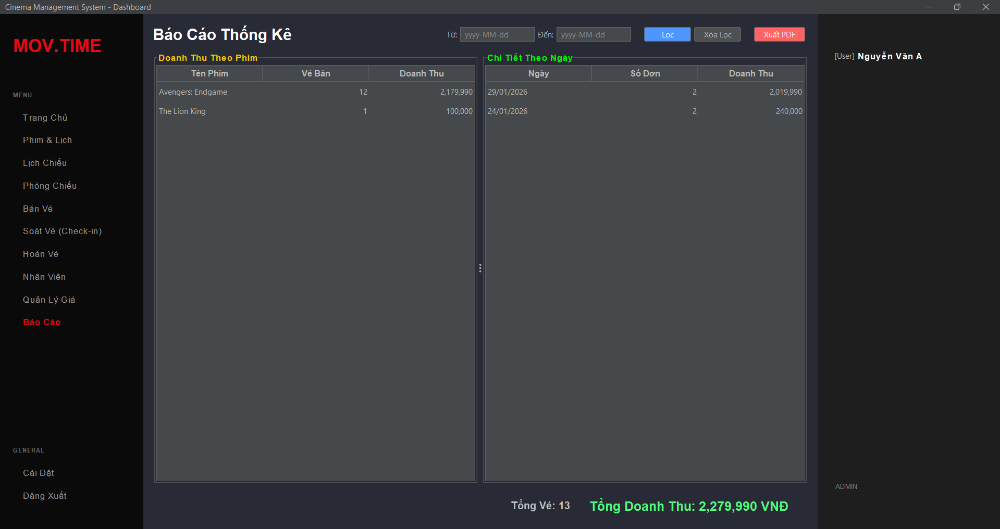 Cinema Management System - Dashboard
MOV.TIME
MENU
Trang Chủ
Phim & Lịch
Lịch Chiếu
Phòng Chiếu
Bán Vé
Soát Vé (Check-in)
Hoàn Vé
Nhân Viên
Quản Lý Giá
Báo Cáo
GENERAL
Cài Đặt
Đăng Xuất
Báo Cáo Thống Kê
Từ: yyyy-MM-dd Đến: yyyy-MM-dd Lọc Xóa Lọc Xuất PDF
Doanh Thu Theo Phim
Tên Phim Vé Bán Doanh Thu
Avengers: Endgame 12 2,179,990
The Lion King 1 100,000
Chi Tiết Theo Ngày
Ngày Số Đơn Doanh Thu
29/01/2026 2 2,019,990
24/01/2026 2 240,000
Tổng Vé: 13 Tổng Doanh Thu: 2,279,990 VNĐ
[User] Nguyễn Văn A
ADMIN